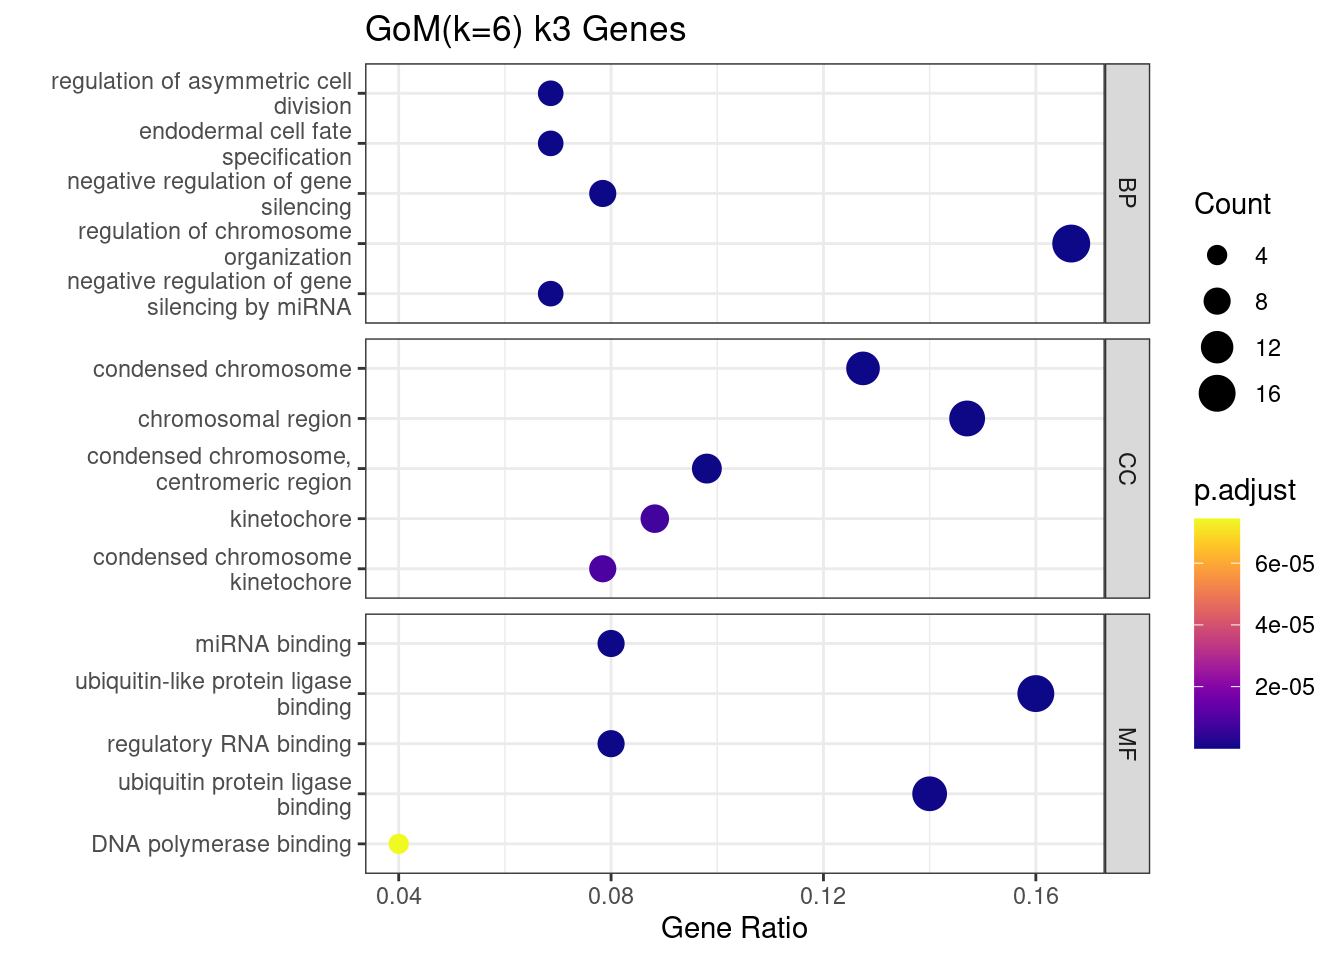 GoM(k=6) k3 Genes
regulation of asymmetric cell
division
endodermal cell fate
specification
negative regulation of gene
silencing
regulation of chromosome
organization
negative regulation of gene
silencing by miRNA
BP
condensed chromosome
chromosomal region
condensed chromosome,
centromeric region
kinetochore
condensed chromosome
kinetochore
CC
miRNA binding
ubiquitin-like protein ligase
binding
regulatory RNA binding
ubiquitin protein ligase
binding
DNA polymerase binding
MF
0.04 0.08 0.12 0.16
Gene Ratio
Count
4
8
12
16
p.adjust
6e-05
4e-05
2e-05